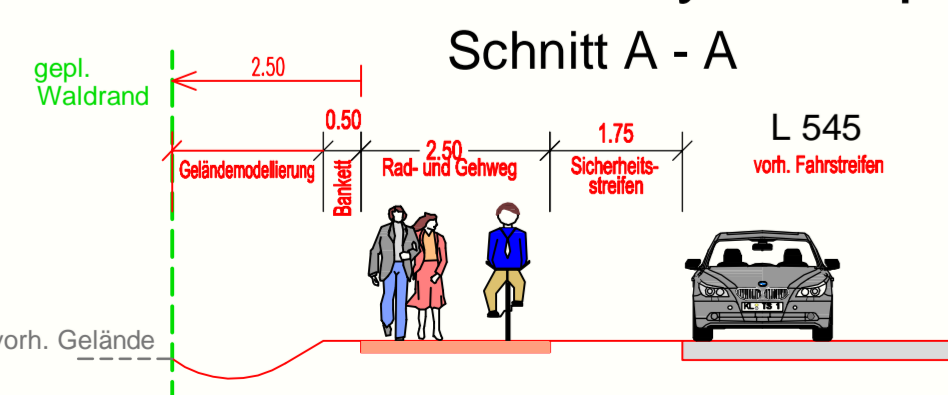 Schnitt A - A
gepl.
Waldrand
2.50
0.50
2.50
1.75
L 545
Geländemodellierung
Bankett
Rad- und Gehweg
Sicherheits-
streifen
vorh. Fahrstreifen
KL TS 1
vorh. Gelände